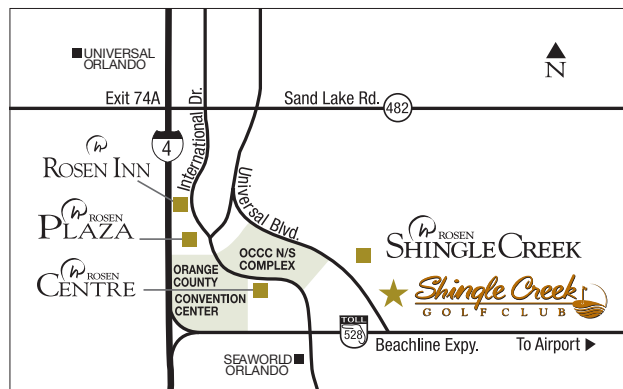 UNIVERSAL
ORLANDO
N
Exit 74A
International Dr.
Sand Lake Rd.
482
4
ROSEN INN
Universal Blvd.
ROSEN
PLAZA
ROSEN
SHINGLE CREEK
OCCC N/S
COMPLEX
ROSEN
CENTRE
ORANGE
COUNTY
CONVENTION
CENTER
Shingle Creek
GOLF CLUB
TOLL
528
Beachline Expy.
To Airport
SEAWORLD
ORLANDO